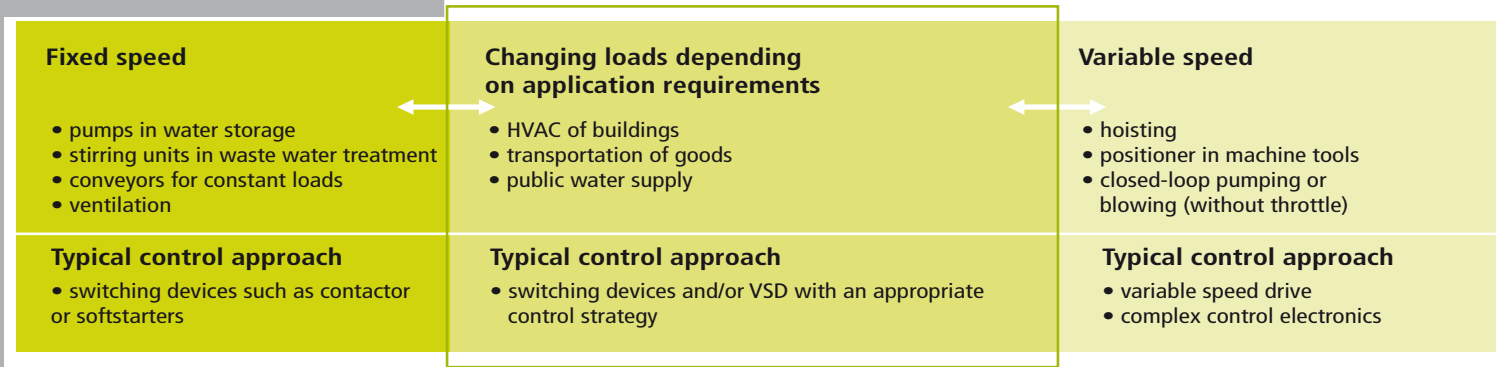 Fixed speed
• pumps in water storage
• stirring units in waste water treatment
• conveyors for constant loads
• ventilation
Typical control approach
• switching devices such as contactor
or softstarters
Changing loads depending
on application requirements
• HVAC of buildings
• transportation of goods
• public water supply
Typical control approach
• switching devices and/or VSD with an appropriate
control strategy
Variable speed
• hoisting
• positioner in machine tools
• closed-loop pumping or
blowing (without throttle)
Typical control approach
• variable speed drive
• complex control electronics